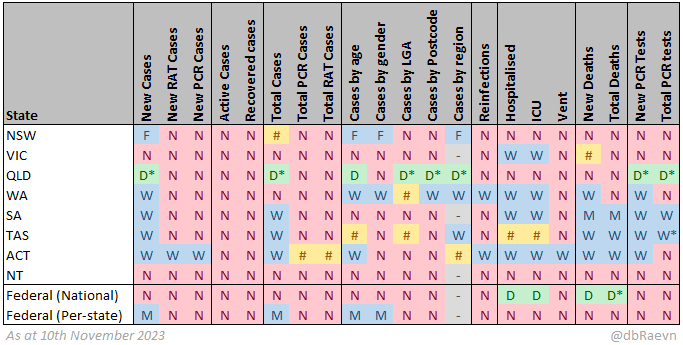 State New Cases New RAT Cases New PCR Cases Active Cases Recovered cases Total Cases Total PCR Cases Total RAT Cases Cases by age Cases by gender Cases by LGA Cases by Postcode Cases by region Reinfections Hospitalised ICU Vent New Deaths Total Deaths New PCR Tests Total PCR tests
NSW F N N N N # N N F F N N F N N N N N N N N
VIC N N N N N N N N N N N N - N W W N # N N N
QLD D* N N N N D* N N D N D* D* D* N N N N N N D* D*
WA W N N N N W N N W W # W W W W W N W N W N
SA W N N N N W N N N N N N - N W W N M M W W
TAS W N N N N W N N # N # N W N # # N W N W W*
ACT W W W N N W # # W W N N # W W W W W W W N
NT N N N N N N N N N N N N - N N N N N N N N
Federal (National) N N N N N N N N N N N N - N D D N D D* N N
Federal (Per-state) M N N N N M N N M M N N - N N N N N N N N
As at 10th November 2023 @dbRaevn